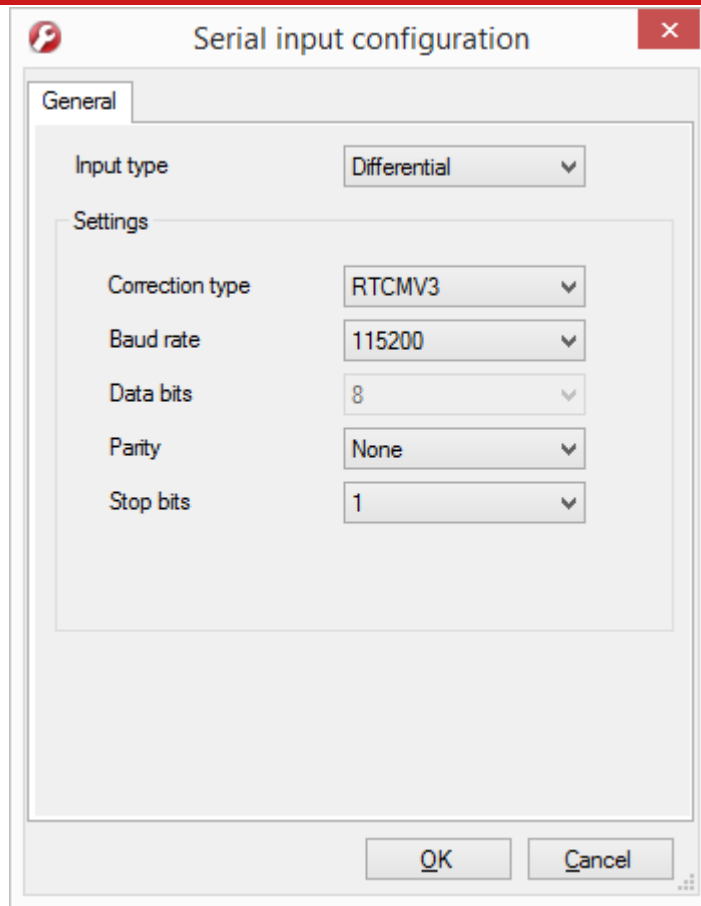 Serial input configuration
General
Input type Differential
Settings
Correction type RTCMV3
Baud rate 115200
Data bits 8
Parity None
Stop bits 1
OK Cancel